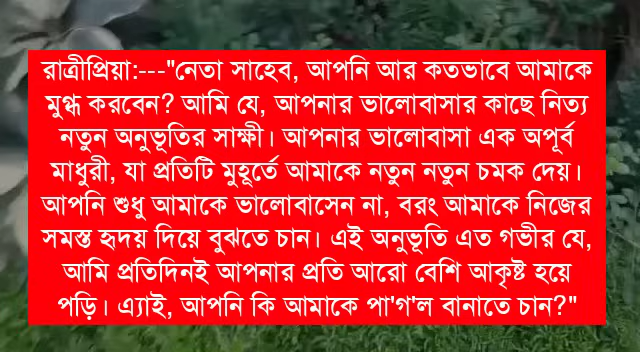 রাত্রীপ্রিয়া:---"নেতা সাহেব, আপনি আর কতভাবে আমাকে
মুগ্ধ করবেন? আমি যে, আপনার ভালোবাসার কাছে নিত্য
নতুন অনুভূতির সাক্ষী। আপনার ভালোবাসা এক অপূর্ব
মাধুরী, যা প্রতিটি মুহূর্তে আমাকে নতুন নতুন চমক দেয়।
আপনি শুধু আমাকে ভালোবাসেন না, বরং আমাকে নিজের
সমস্ত হৃদয় দিয়ে বুঝতে চান। এই অনুভূতি এত গভীর যে,
আমি প্রতিদিনই আপনার প্রতি আরো বেশি আকৃষ্ট হয়ে
পড়ি। এ্যাই, আপনি কি আমাকে পা'গ'ল বানাতে চান?"